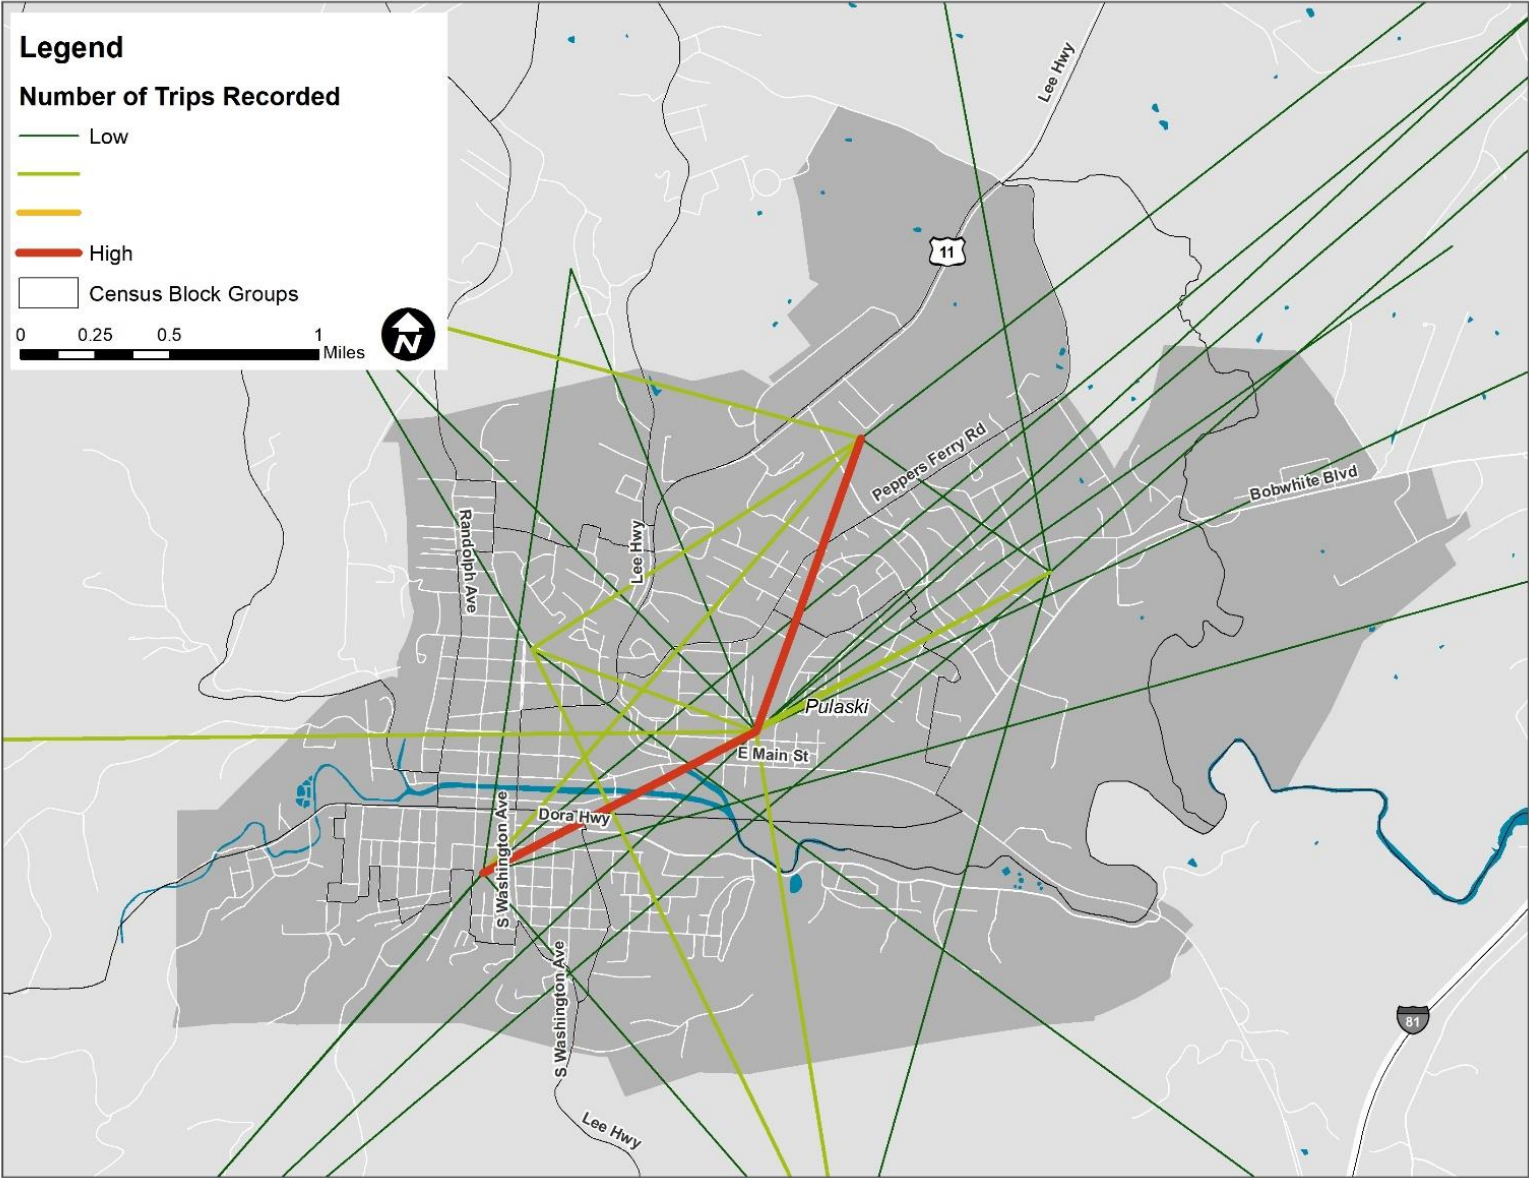 Legend
Number of Trips Recorded
Low
High
Census Block Groups
0 0.25 0.5 1
Miles
N
Lee Hwy
11
Peppers Ferry Rd
Bobwhite Blvd
Randolph Ave
Lee Hwy
Pulaski
E Main St
Dora Hwy
S Washington Ave
S Washington Ave
81
Lee Hwy